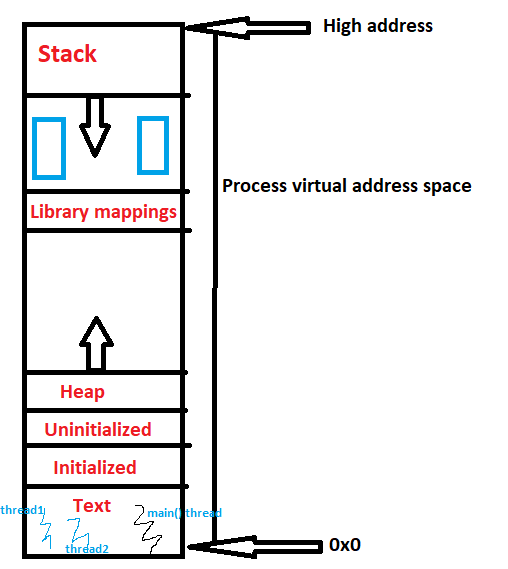 High address
Stack
Process virtual address space
Library mappings
Heap
Uninitialized
Initialized
Text
thread1
main() thread
thread2
0x0